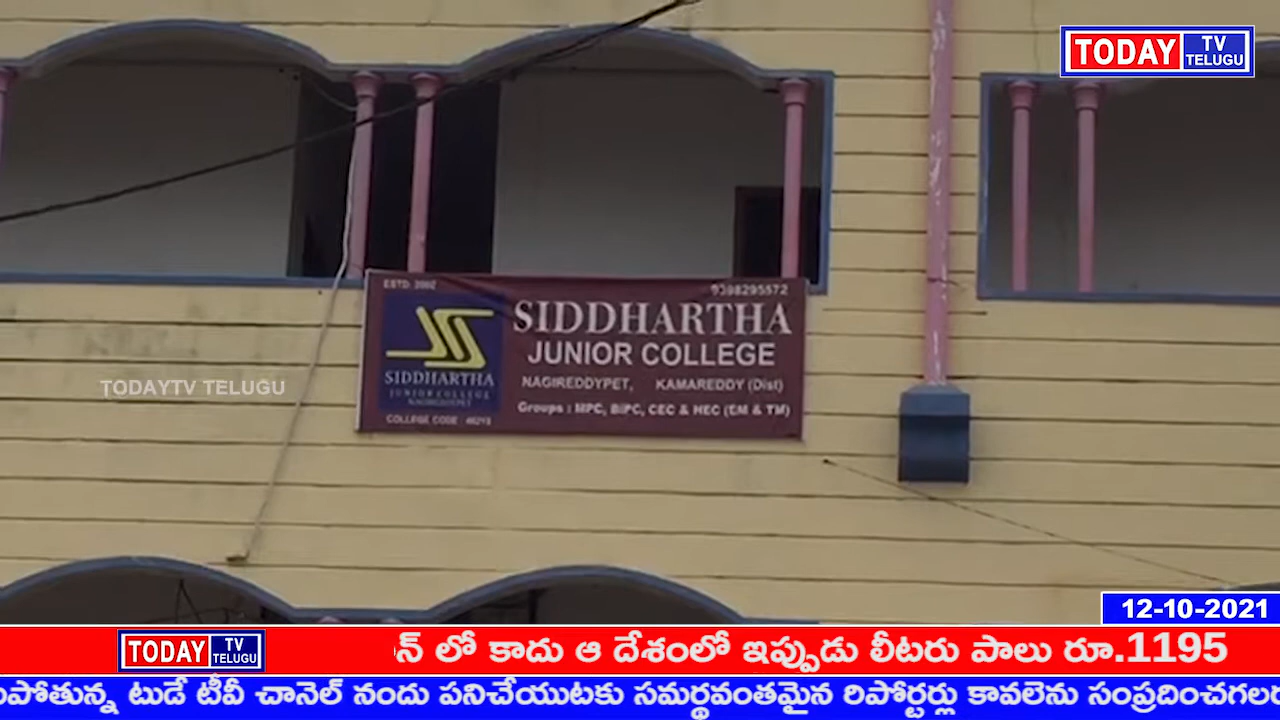 TODAY TV TELUGU
ESTD: 2002
9398295572
SIDDHARTHA
JUNIOR COLLEGE
NAGIREDDYPET, KAMAREDDY (Dist)
Groups : MPC, BiPC, CEC & HEC (EM & TM)
SIDDHARTHA
JUNIOR COLLEGE
NAGIREDDYPET
COLLEGE CODE :
TODAYTV TELUGU
12-10-2021
TODAY TV TELUGU
న్ లో కాదు ఆ దేశంలో ఇప్పుడు లీటరు పాలు రూ.1195
టుడే టీవీ చానెల్ నందు పనిచేయుటకు సమర్థవంతమైన రిపోర్టర్లు కావలెను